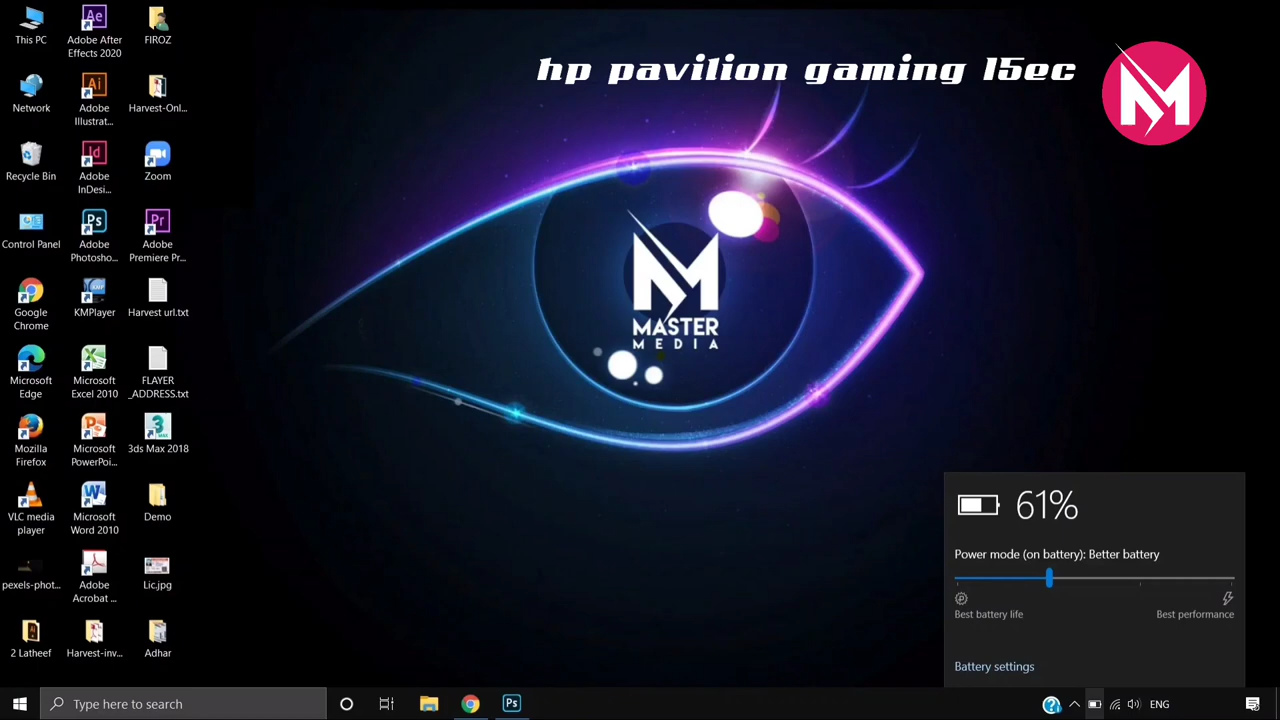 hp pavilion gaming 15ec
M
This PC
Adobe After
Effects 2020
FIROZ
Network
Adobe
Illustrat...
Harvest-Onl...
Recycle Bin
Adobe
InDesi...
Zoom
Control Panel
Adobe
Photosho...
Adobe
Premiere Pr...
Google
Chrome
KMPlayer
Harvest url.txt
Microsoft
Edge
Microsoft
Excel 2010
FLAYER
_ADDRESS.txt
Mozilla
Firefox
Microsoft
PowerPoi...
3ds Max 2018
VLC media
player
Microsoft
Word 2010
Demo
pexels-phot...
Adobe
Acrobat ...
Lic.jpg
2 Latheef
Harvest-inv...
Adhar
M
MASTER
MEDIA
61%
Power mode (on battery): Better battery
Best battery life
Best performance
Battery settings
Type here to search
Ps
ENG